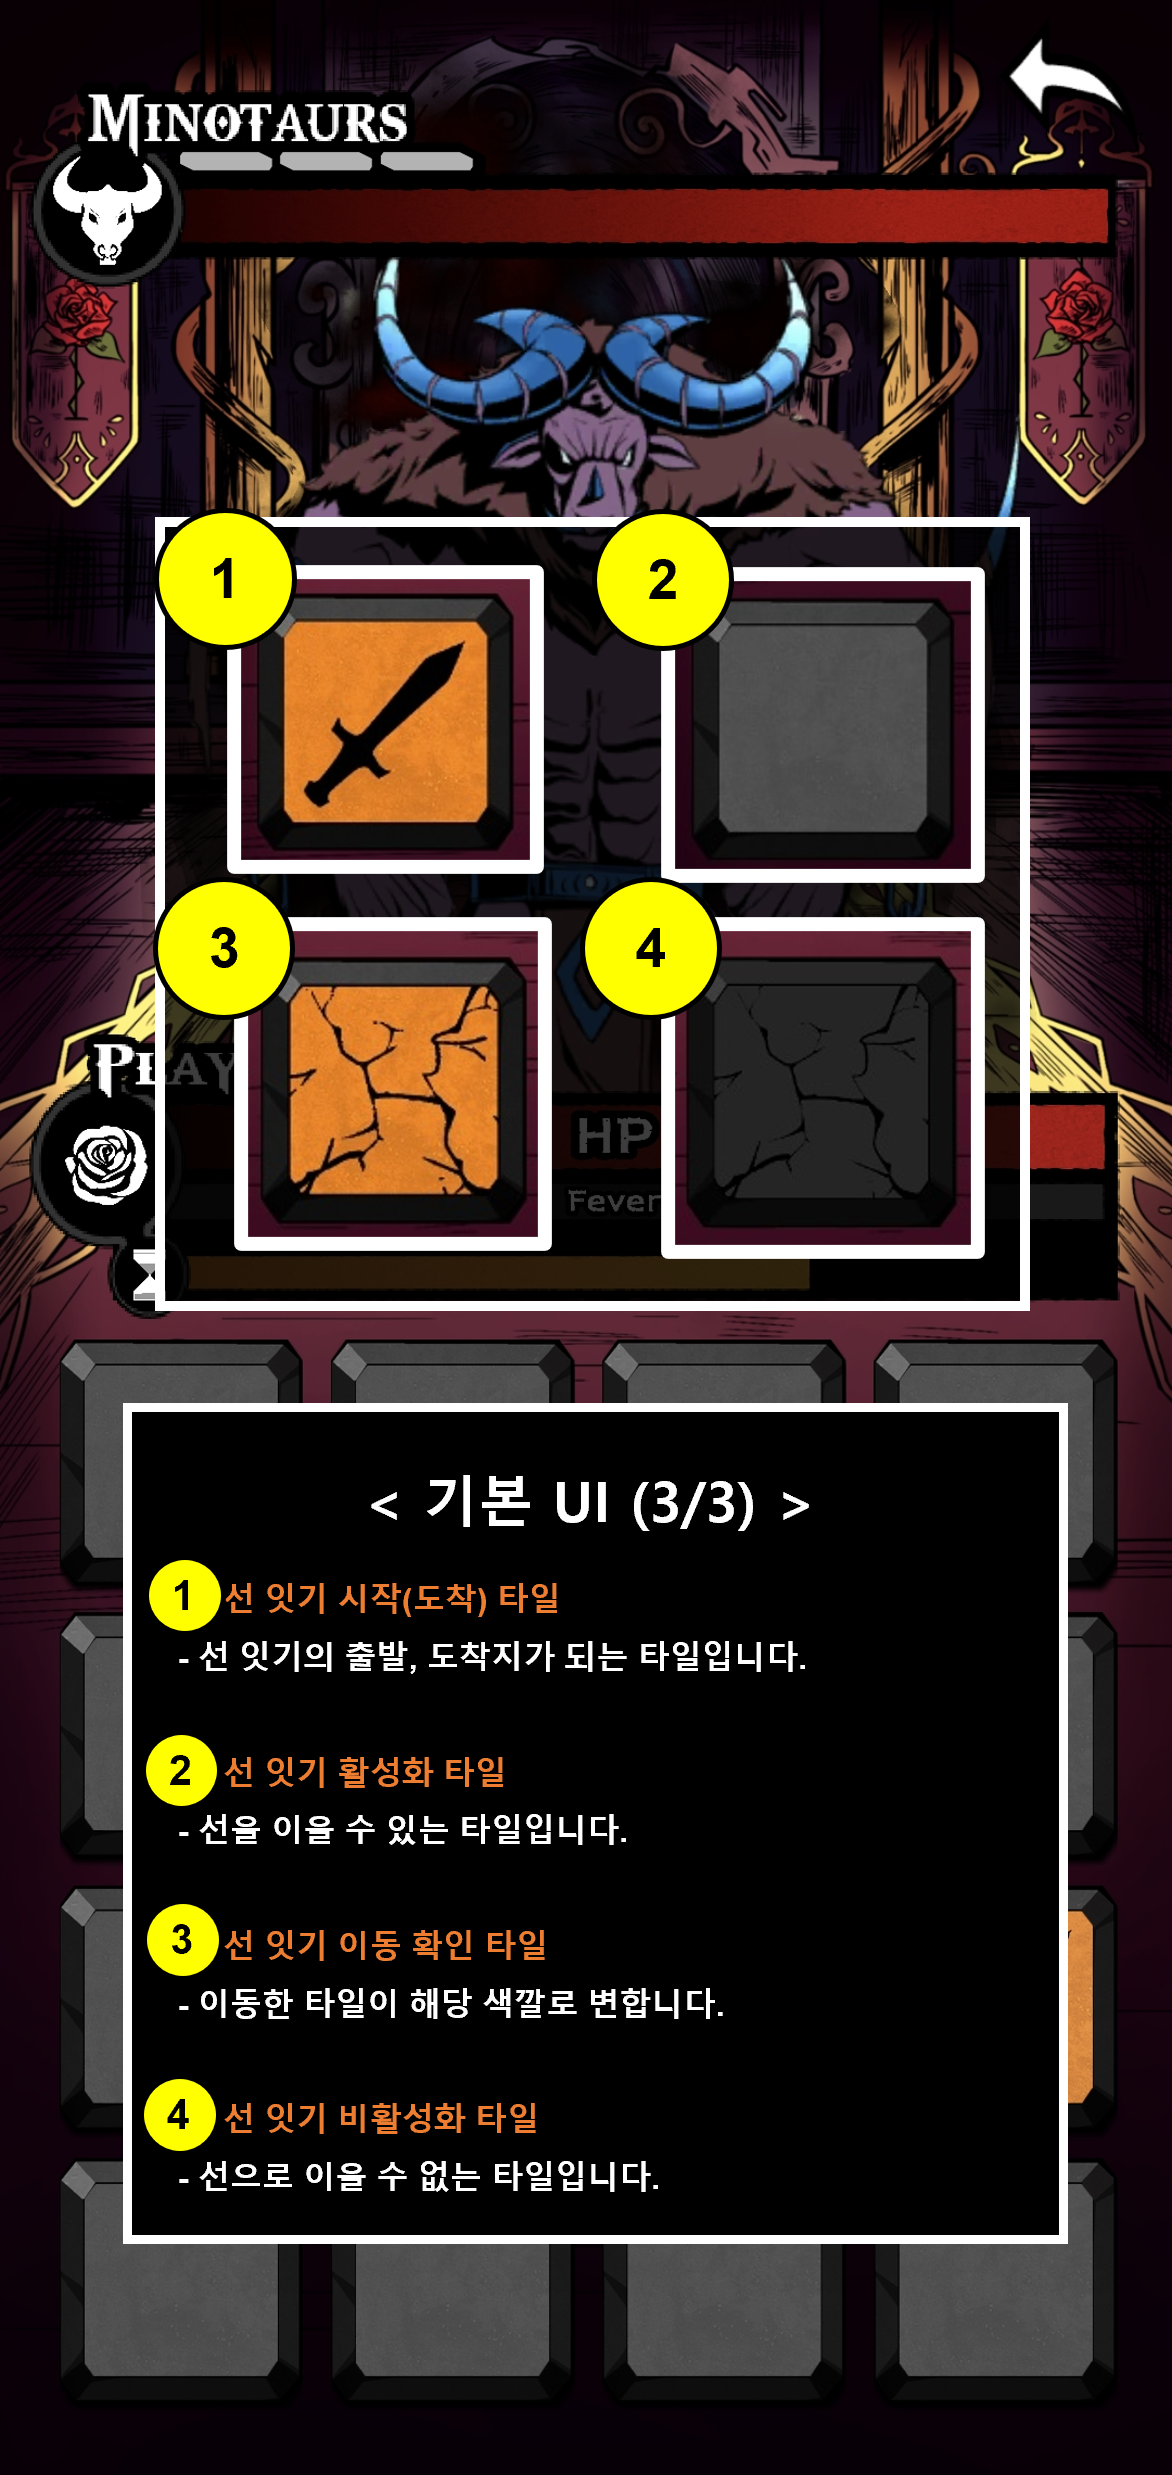 MINOTAURS
1
2
3
4
PLAY
HP
Fever
< 기본 UI (3/3) >
1 선 잇기 시작(도착) 타일
- 선 잇기의 출발, 도착지가 되는 타일입니다.
2 선 잇기 활성화 타일
- 선을 이을 수 있는 타일입니다.
3 선 잇기 이동 확인 타일
- 이동한 타일이 해당 색깔로 변합니다.
4 선 잇기 비활성화 타일
- 선으로 이을 수 없는 타일입니다.